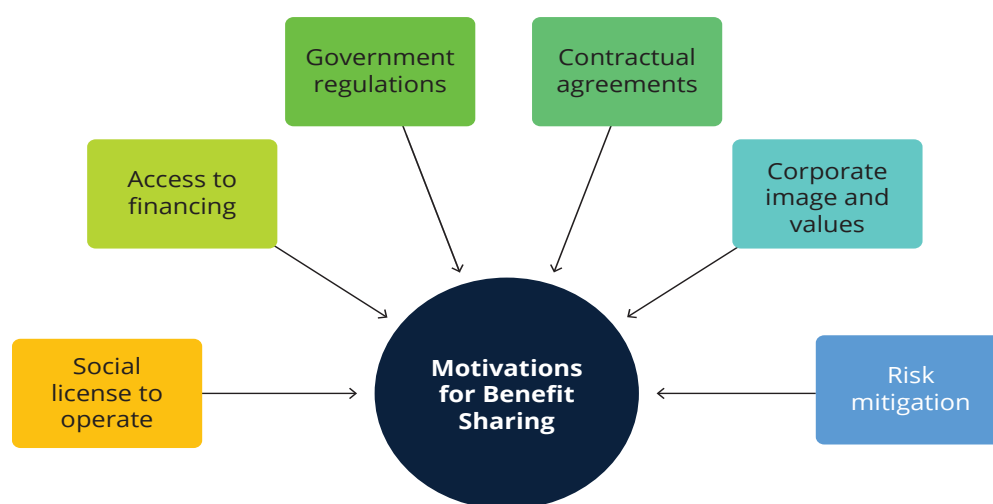 Government
regulations
Contractual
agreements
Access to
financing
Corporate
image and
values
Social
license to
operate
Motivations
for Benefit
Sharing
Risk
mitigation